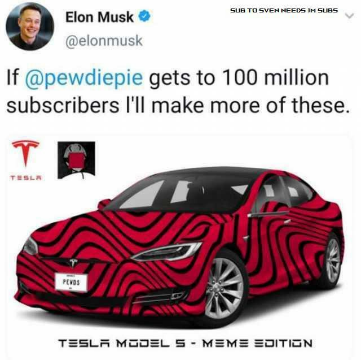 Elon Musk
SUB TO SVEN NEEDS 1M SUBS
@elonmusk
If @pewdiepie gets to 100 million
subscribers I'll make more of these.
TESLA
PEWDS
TESLA MODEL S - MEME EDITION